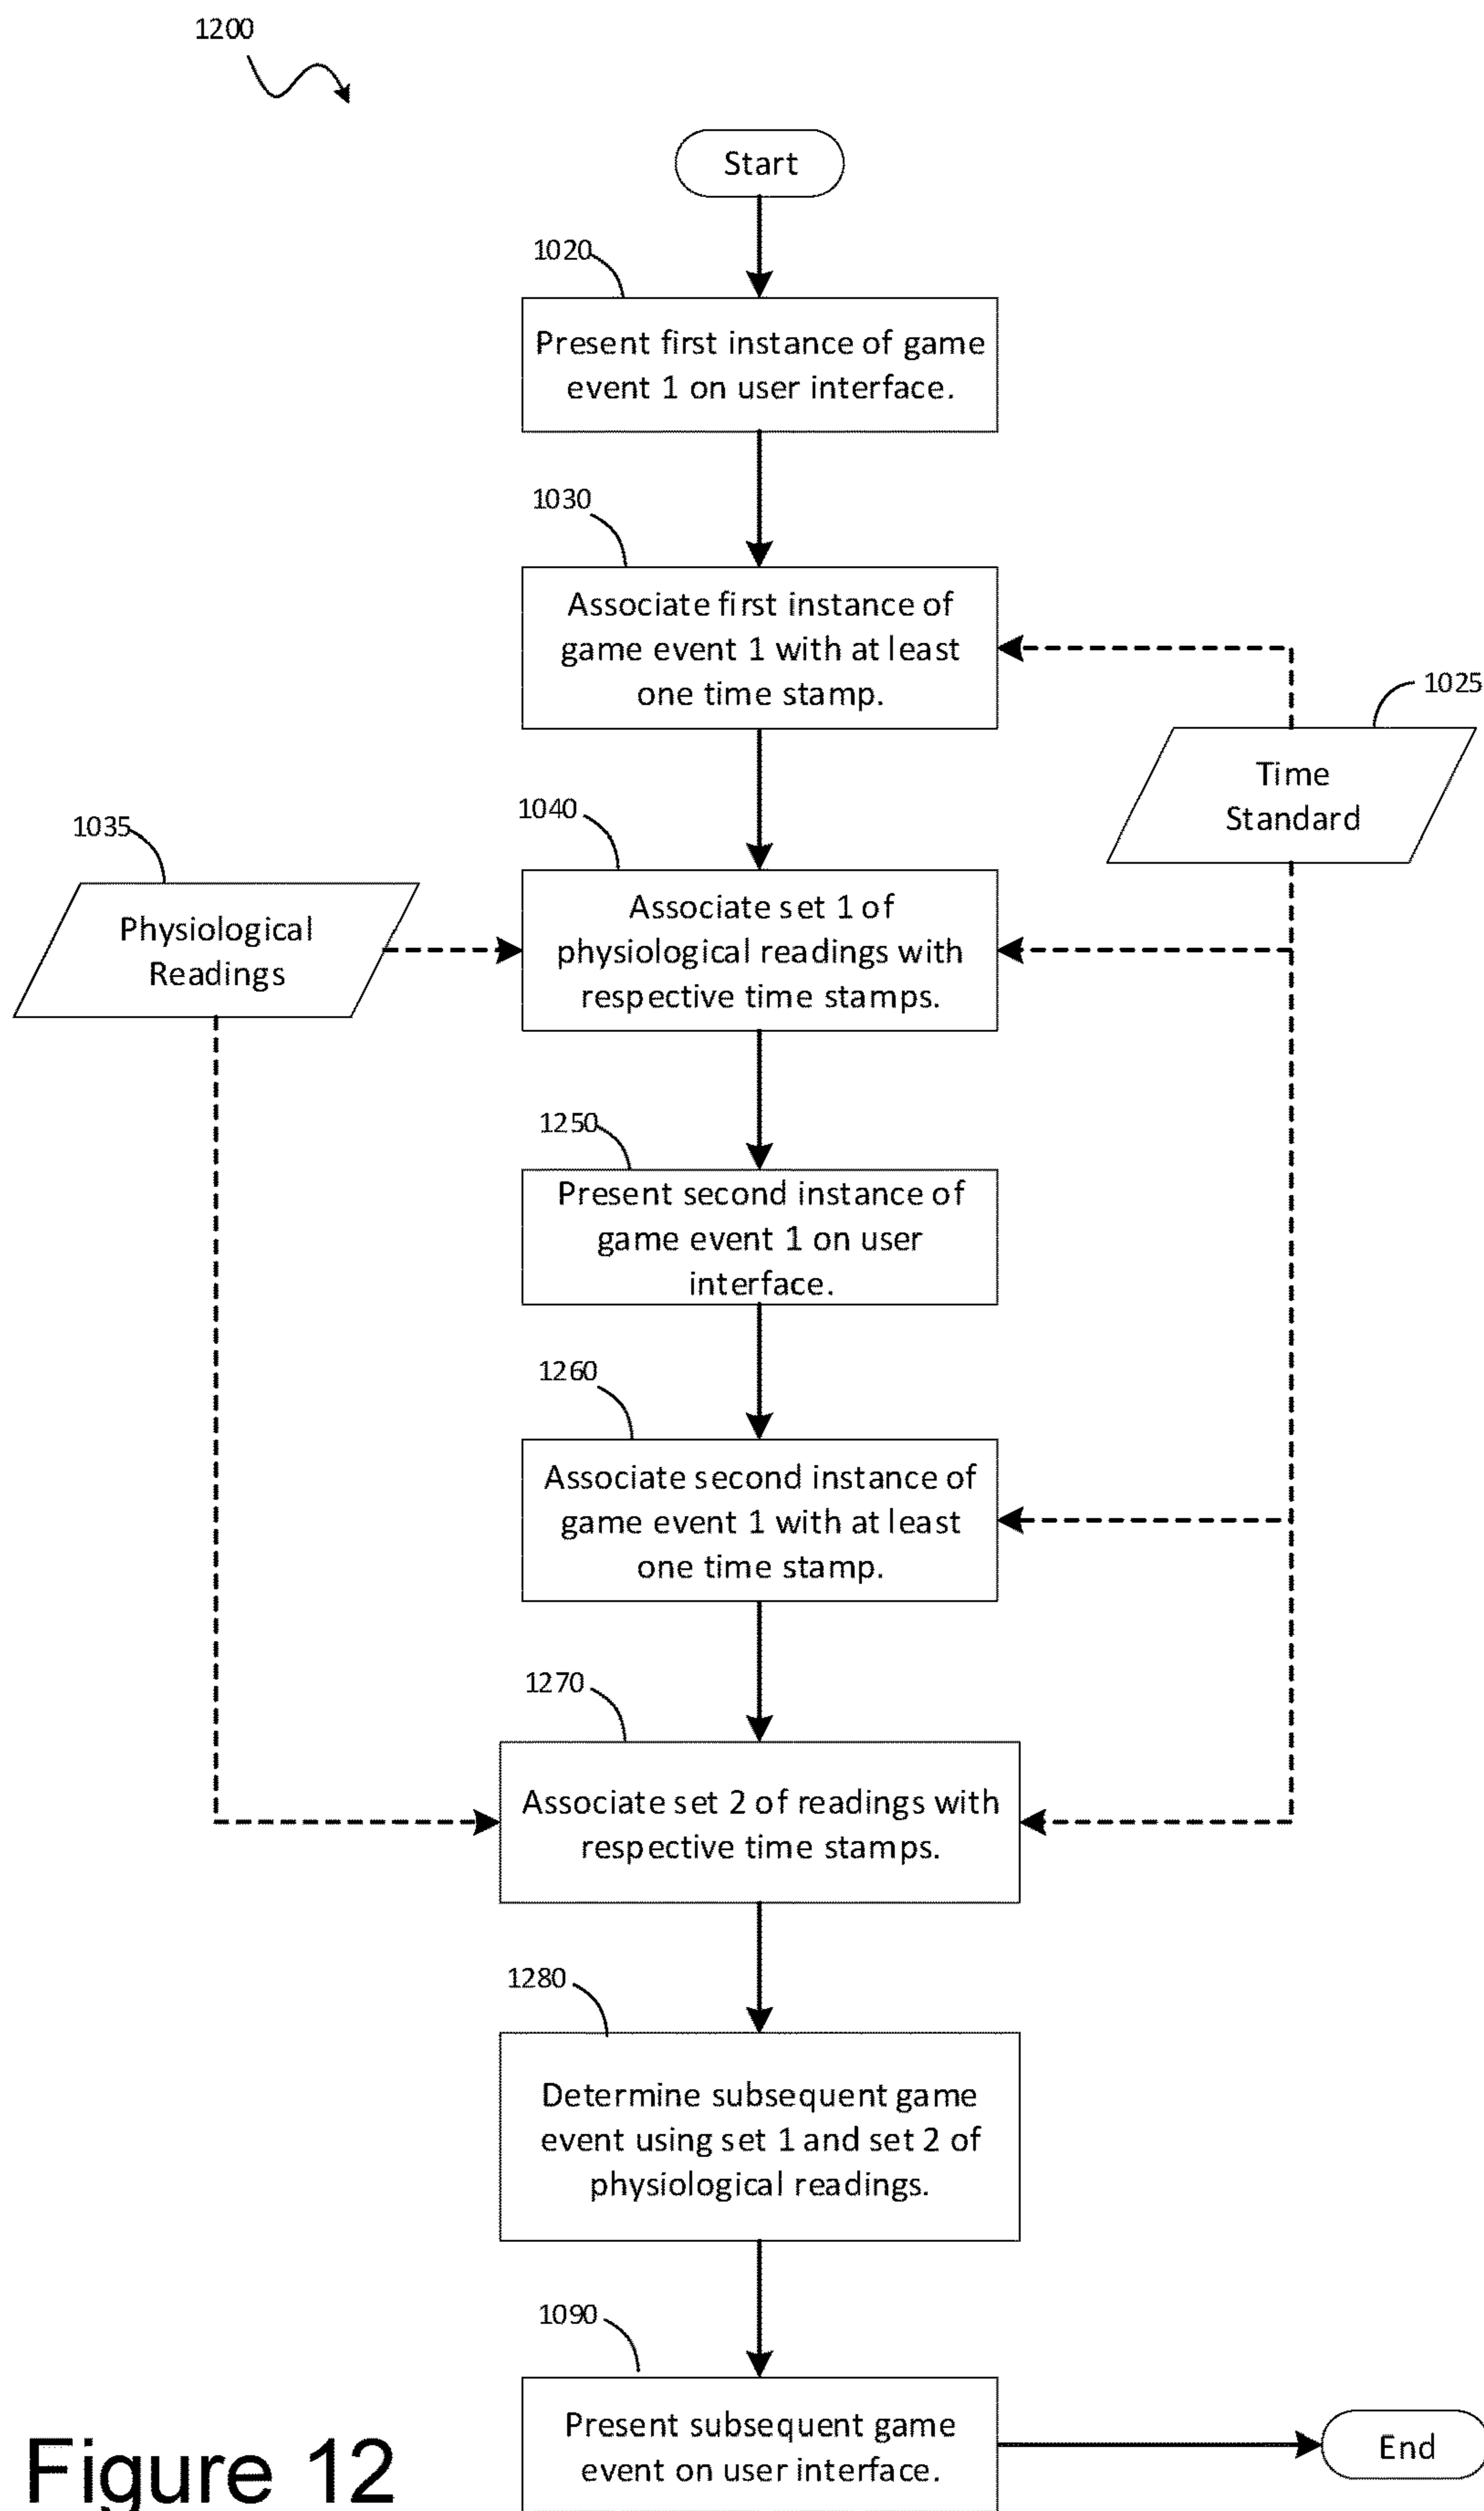 1200
Start
1020
Present first instance of game
event 1 on user interface.
1030
Associate first instance of
game event 1 with at least
one time stamp.
1025
Time
Standard
1035
Physiological
Readings
1040
Associate set 1 of
physiological readings with
respective time stamps.
1250
Present second instance of
game event 1 on user
interface.
1260
Associate second instance of
game event 1 with at least
one time stamp.
1270
Associate set 2 of readings with
respective time stamps.
1280
Determine subsequent game
event using set 1 and set 2 of
physiological readings.
1090
Present subsequent game
event on user interface.
End
Figure 12